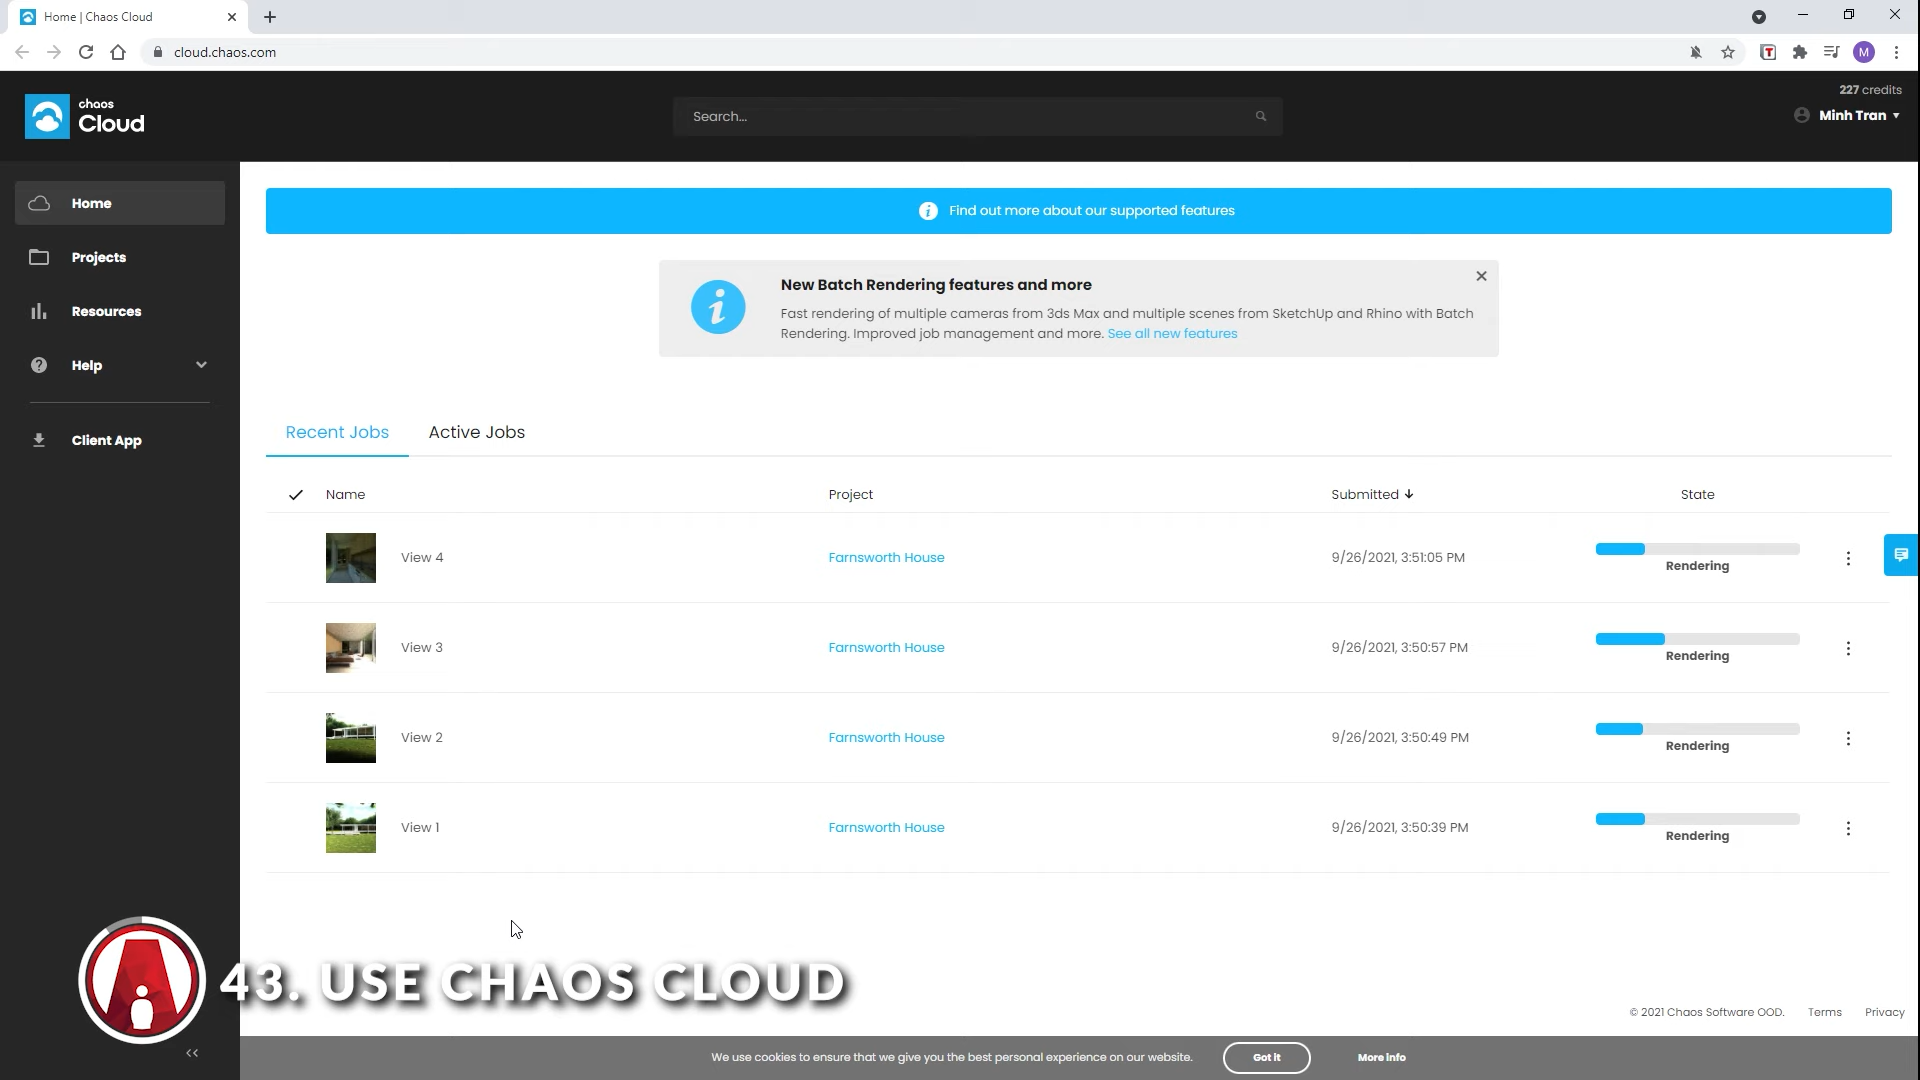 Home | Chaos Cloud
cloud.chaos.com
T
M
chaos
Cloud
Search...
227 credits
Minh Tran
Home
Projects
Resources
Help
Client App
Find out more about our supported features
New Batch Rendering features and more
Fast rendering of multiple cameras from 3ds Max and multiple scenes from SketchUp and Rhino with Batch
Rendering. Improved job management and more. See all new features
Recent Jobs
Active Jobs
Name
Project
Submitted
State
View 4
Farnsworth House
9/26/2021, 3:51:05 PM
Rendering
View 3
Farnsworth House
9/26/2021, 3:50:57 PM
Rendering
View 2
Farnsworth House
9/26/2021, 3:50:49 PM
Rendering
View 1
Farnsworth House
9/26/2021, 3:50:39 PM
Rendering
43. USE CHAOS CLOUD
© 2021 Chaos Software OOD.
Terms
Privacy
We use cookies to ensure that we give you the best personal experience on our website.
Got it
More info